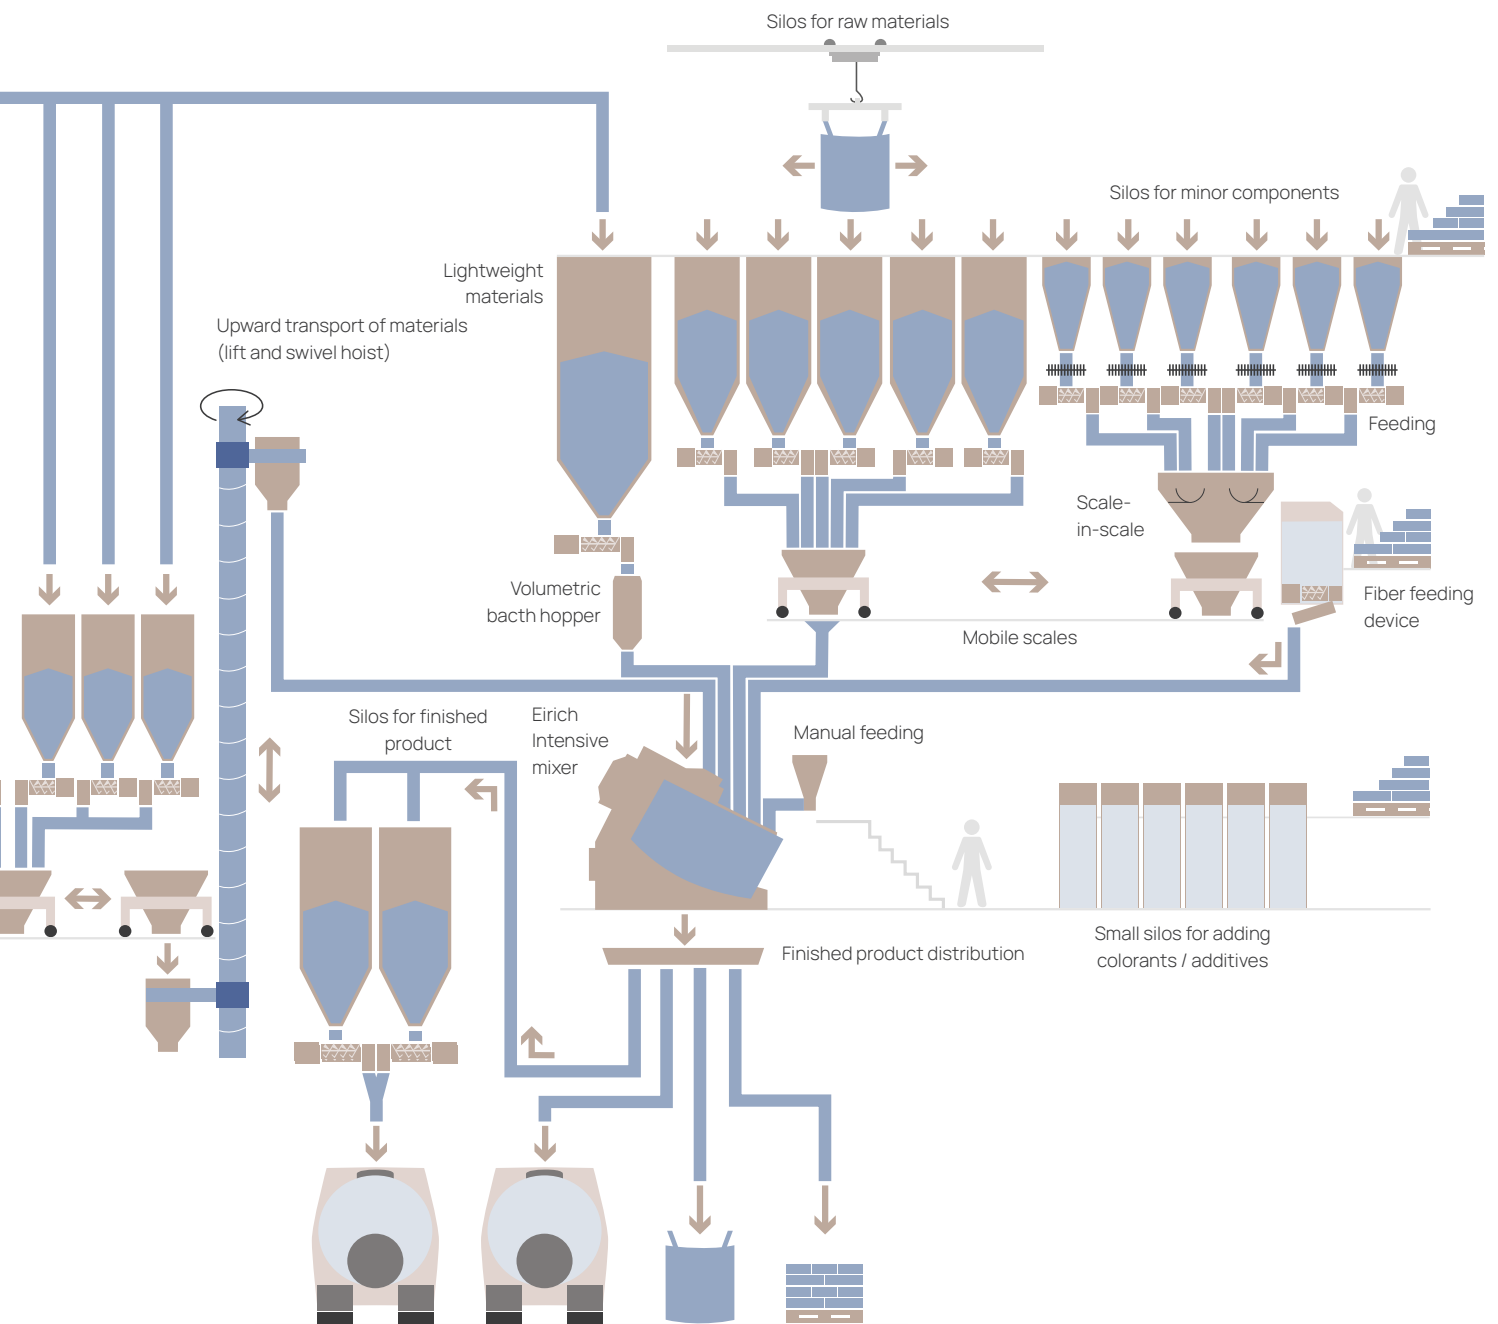 Silos for raw materials
Silos for minor components
Lightweight
materials
Upward transport of materials
(lift and swivel hoist)
Feeding
Scale-
in-scale
Volumetric
bacth hopper
Fiber feeding
device
Mobile scales
Silos for finished
product
Eirich
Intensive
mixer
Manual feeding
Small silos for adding
colorants / additives
Finished product distribution